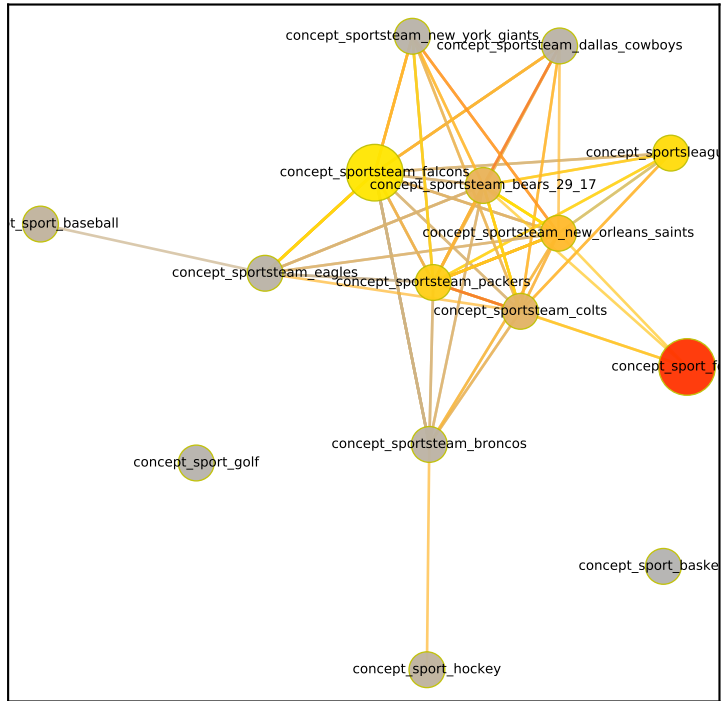 concept_sportsteam_new_york_giants
concept_sportsteam_dallas_cowboys
concept_sportsleagu
concept_sportsteam_falcons
concept_sportsteam_bears_29_17
t_sport_baseball
concept_sportsteam_new_orleans_saints
concept_sportsteam_eagles
concept_sportsteam_packers
concept_sportsteam_colts
concept_sport_fo
concept_sportsteam_broncos
concept_sport_golf
concept_sport_baske
concept_sport_hockey